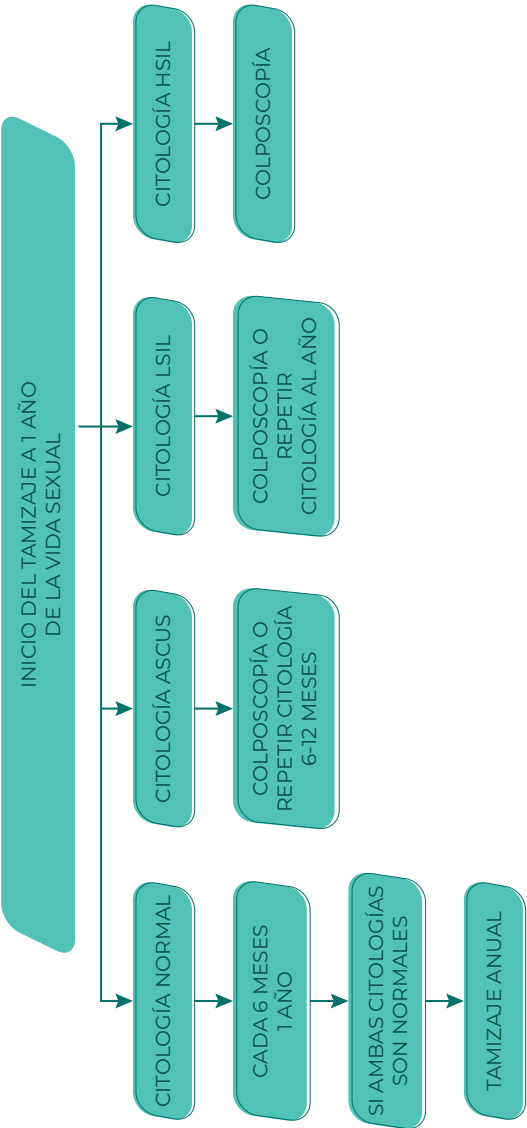 INICIO DEL TAMIZAJE A 1 AÑO
DE LA VIDA SEXUAL
CITOLOGÍA NORMAL
CADA 6 MESES
1 AÑO
SI AMBAS CITOLOGÍAS
SON NORMALES
TAMIZAJE ANUAL
CITOLOGÍA ASCUS
COLPOSCOPÍA O
REPETIR CITOLOGÍA
6-12 MESES
CITOLOGÍA LSIL
COLPOSCOPÍA O
REPETIR
CITOLOGÍA AL AÑO
CITOLOGÍA HSIL
COLPOSCOPÍA